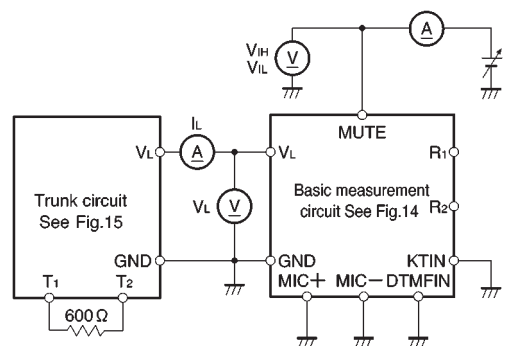 A
VIH
VIL
V
MUTE
IL
VL
A
VL
R1
Trunk circuit
See Fig.15
VL
V
Basic measurement
circuit See Fig.14
R2
GND
GND
KTIN
T1
T2
MIC+
MIC−
DTMFIN
600Ω